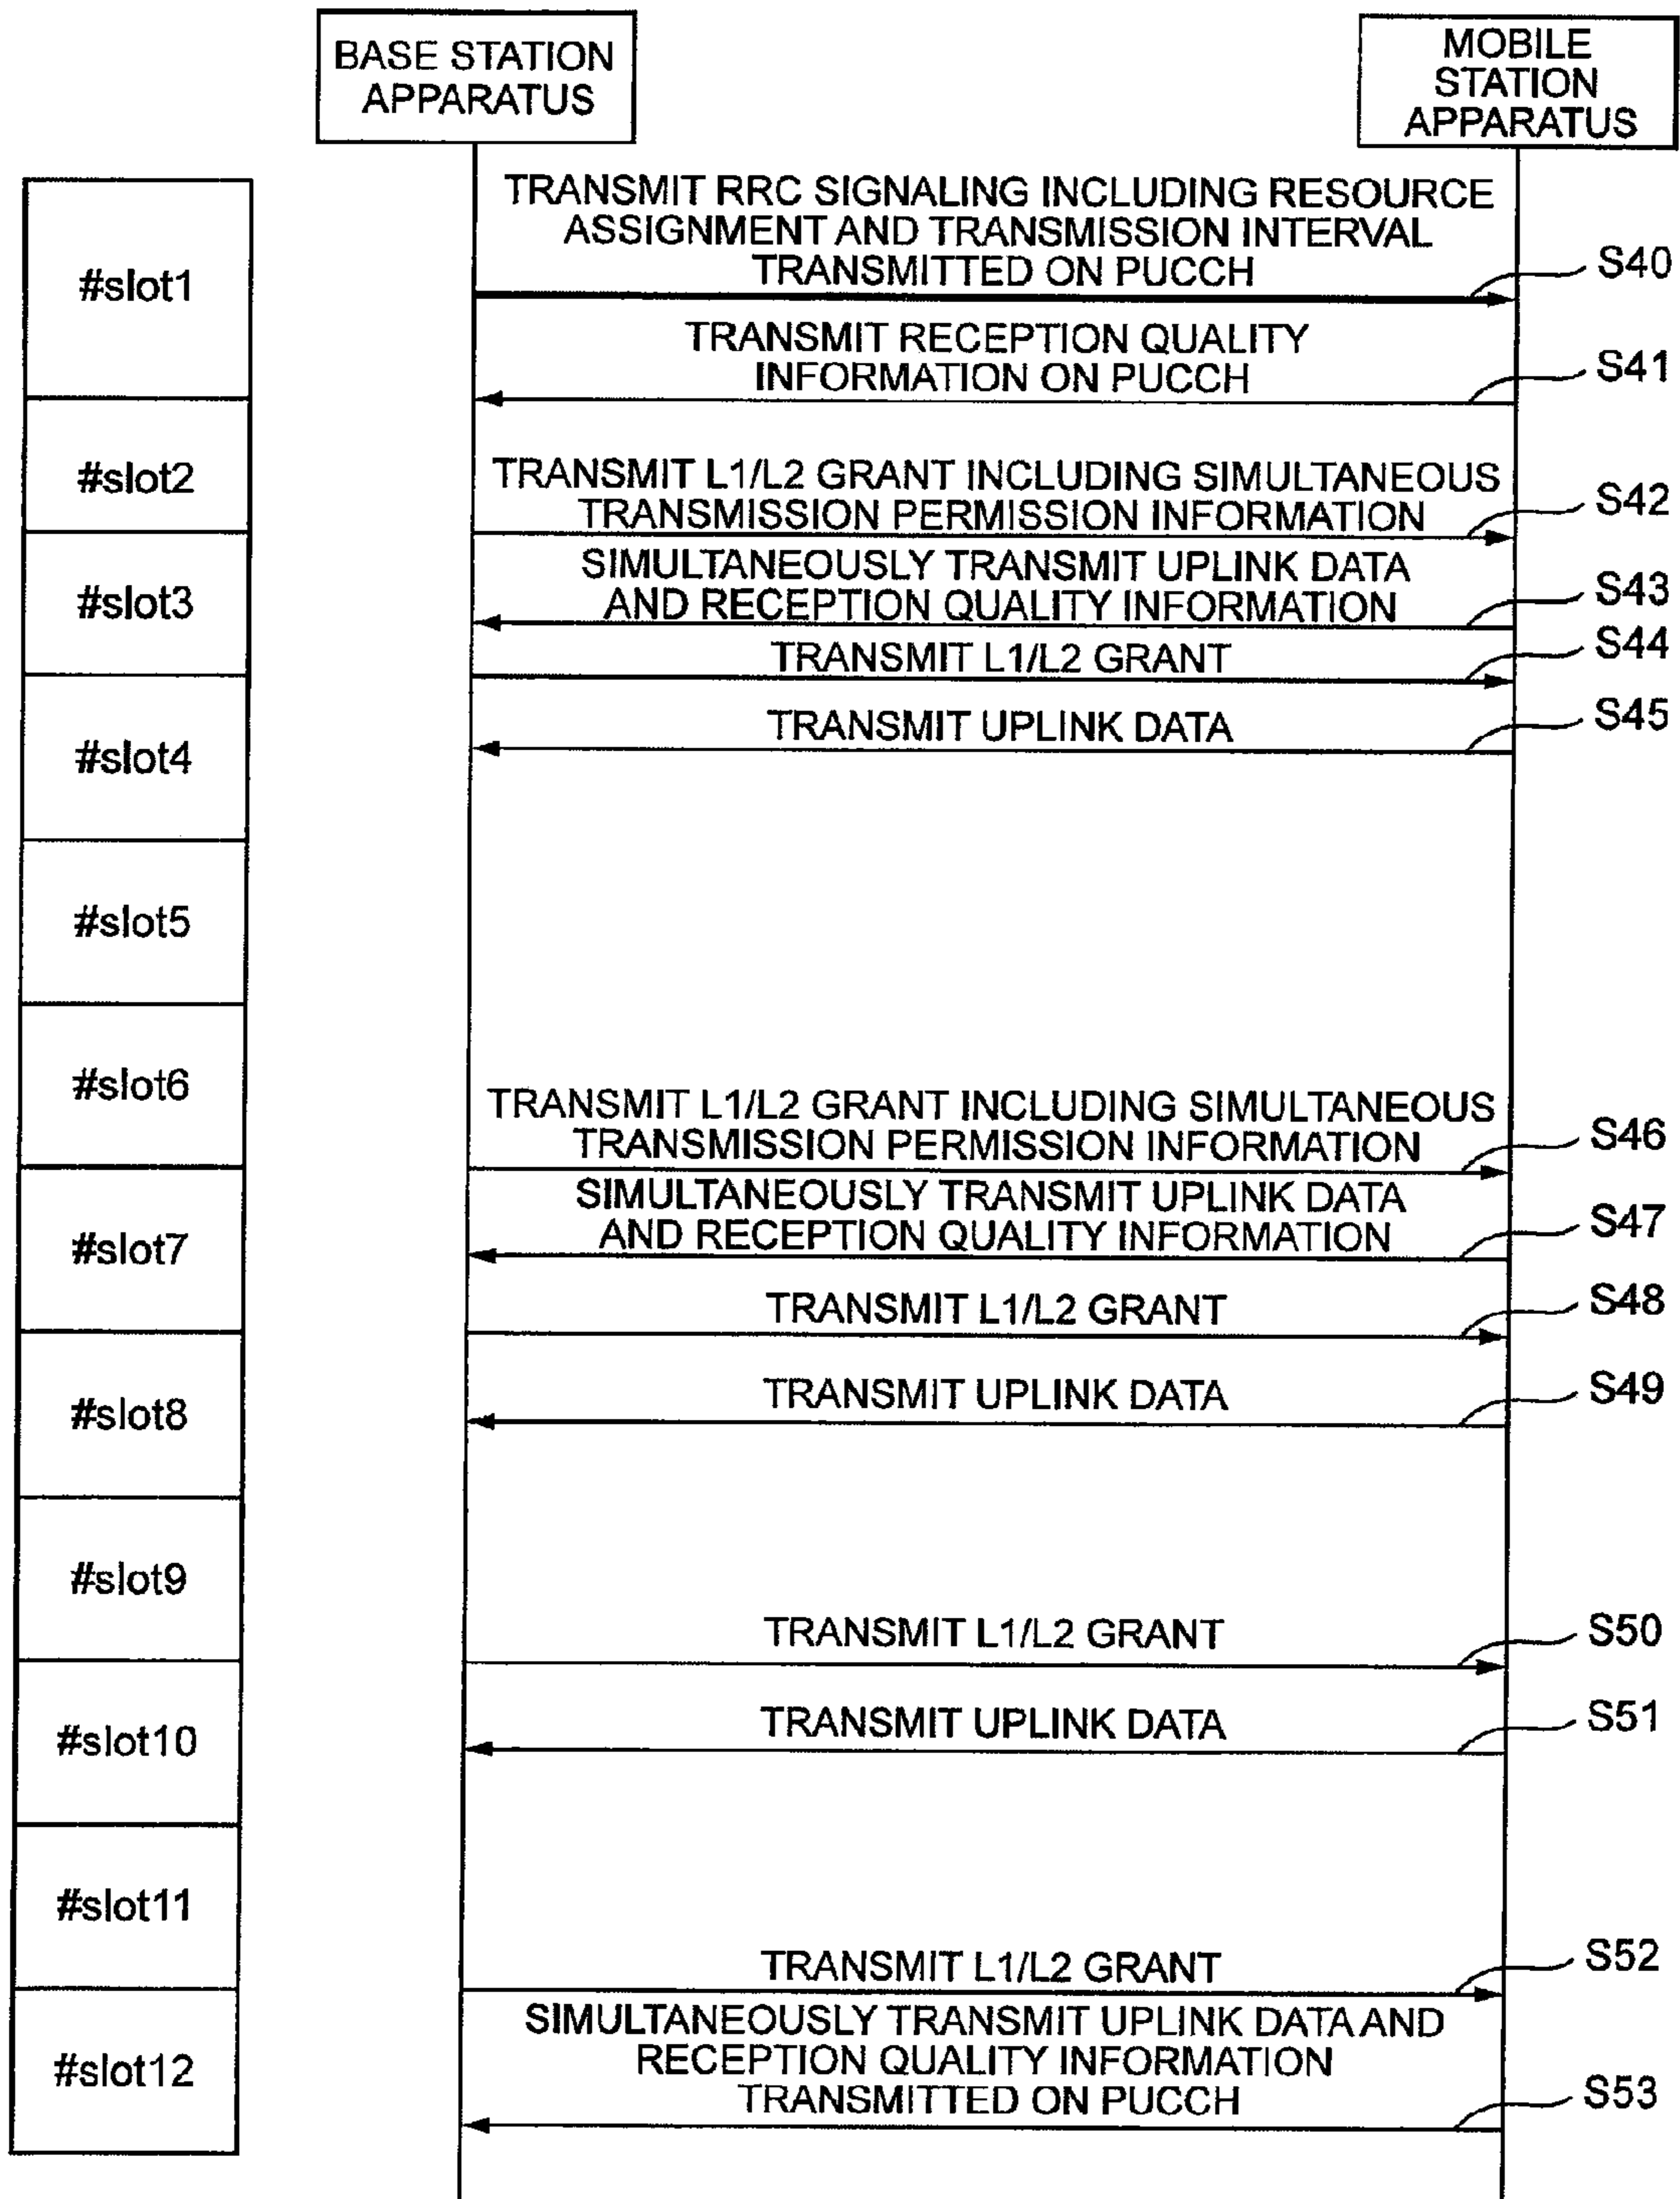 BASE STATION
APPARATUS
MOBILE
STATION
APPARATUS
#slot1
TRANSMIT RRC SIGNALING INCLUDING RESOURCE
ASSIGNMENT AND TRANSMISSION INTERVAL
TRANSMITTED ON PUCCH
S40
TRANSMIT RECEPTION QUALITY
INFORMATION ON PUCCH
S41
#slot2
TRANSMIT L1/L2 GRANT INCLUDING SIMULTANEOUS
TRANSMISSION PERMISSION INFORMATION
S42
#slot3
SIMULTANEOUSLY TRANSMIT UPLINK DATA
AND RECEPTION QUALITY INFORMATION
S43
TRANSMIT L1/L2 GRANT
S44
#slot4
TRANSMIT UPLINK DATA
S45
#slot5
#slot6
TRANSMIT L1/L2 GRANT INCLUDING SIMULTANEOUS
TRANSMISSION PERMISSION INFORMATION
S46
#slot7
SIMULTANEOUSLY TRANSMIT UPLINK DATA
AND RECEPTION QUALITY INFORMATION
S47
TRANSMIT L1/L2 GRANT
S48
#slot8
TRANSMIT UPLINK DATA
S49
#slot9
TRANSMIT L1/L2 GRANT
S50
#slot10
TRANSMIT UPLINK DATA
S51
#slot11
TRANSMIT L1/L2 GRANT
S52
#slot12
SIMULTANEOUSLY TRANSMIT UPLINK DATA AND
RECEPTION QUALITY INFORMATION
TRANSMITTED ON PUCCH
S53